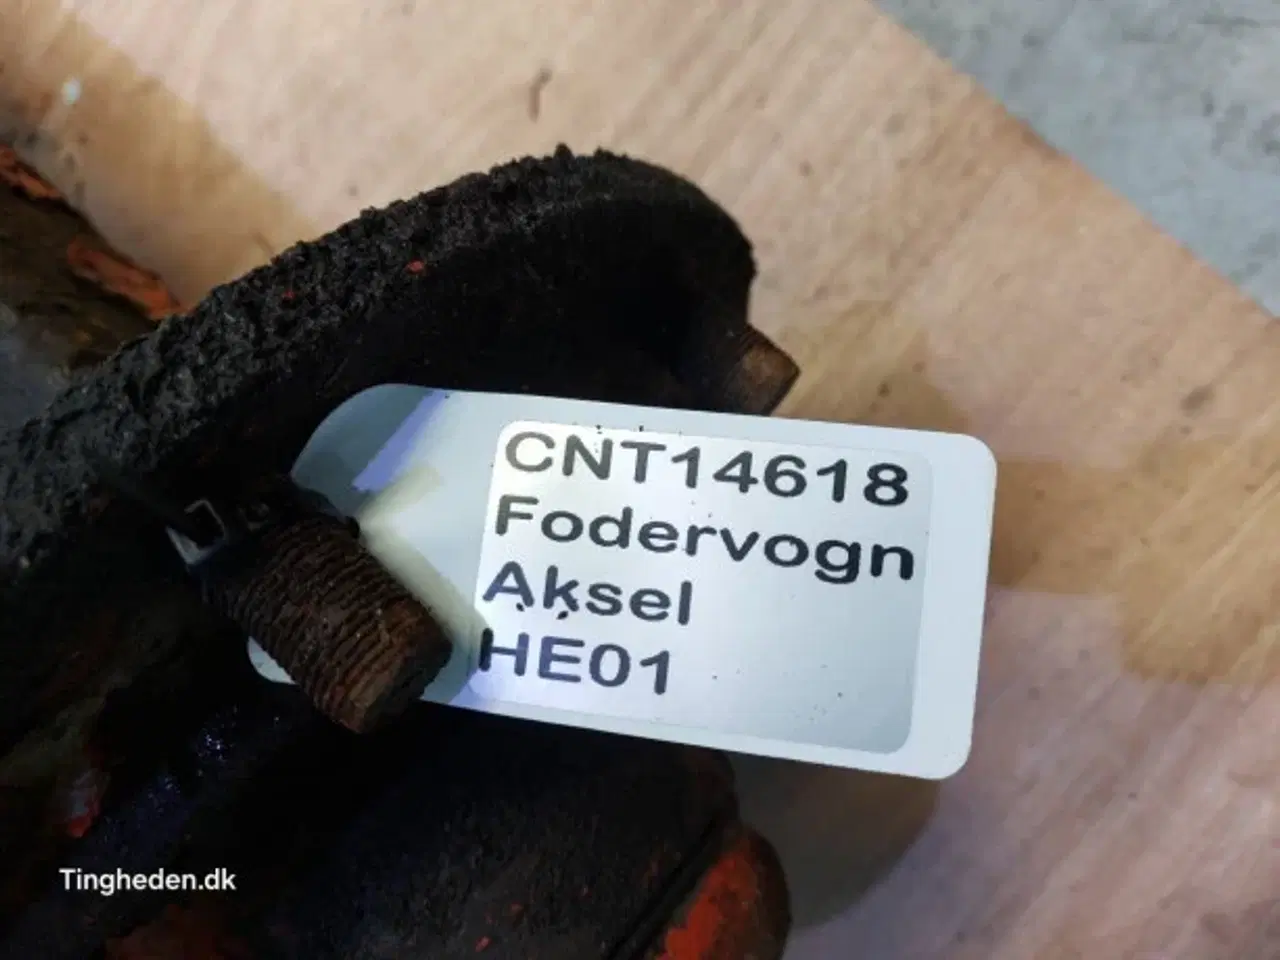 CNT14618
Fodervogn
Aksel
HE01
Tingheden.dk